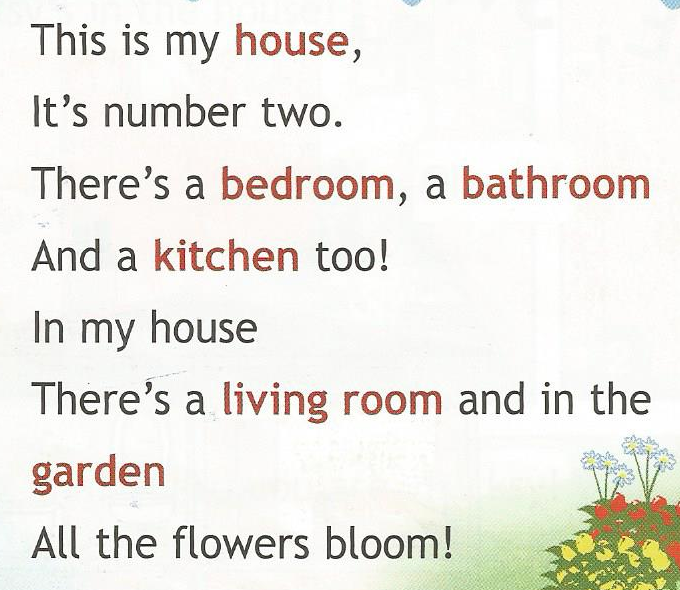 This is my house,
It's number two.
There's a bedroom, a bathroom
And a kitchen too!
In my house
There's a living room and in the
garden
All the flowers bloom!